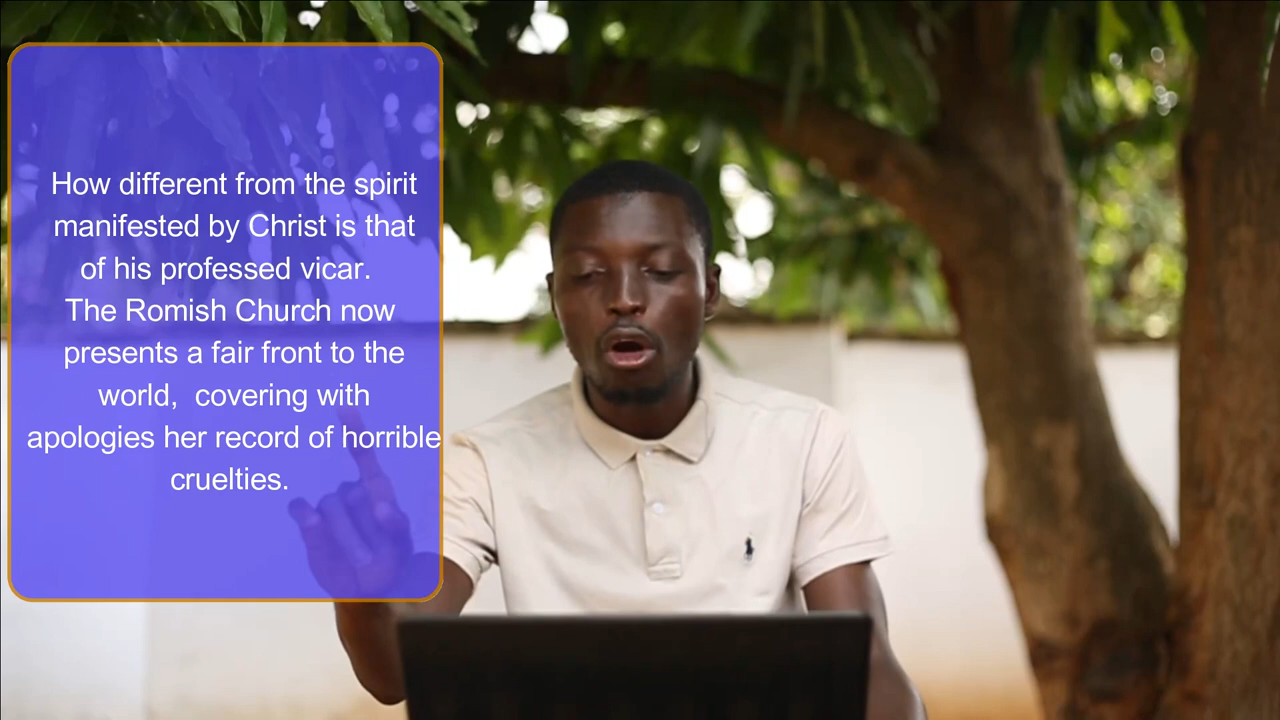 How different from the spirit
manifested by Christ is that
of his professed vicar.
The Romish Church now
presents a fair front to the
world, covering with
apologies her record of horrible
cruelties.